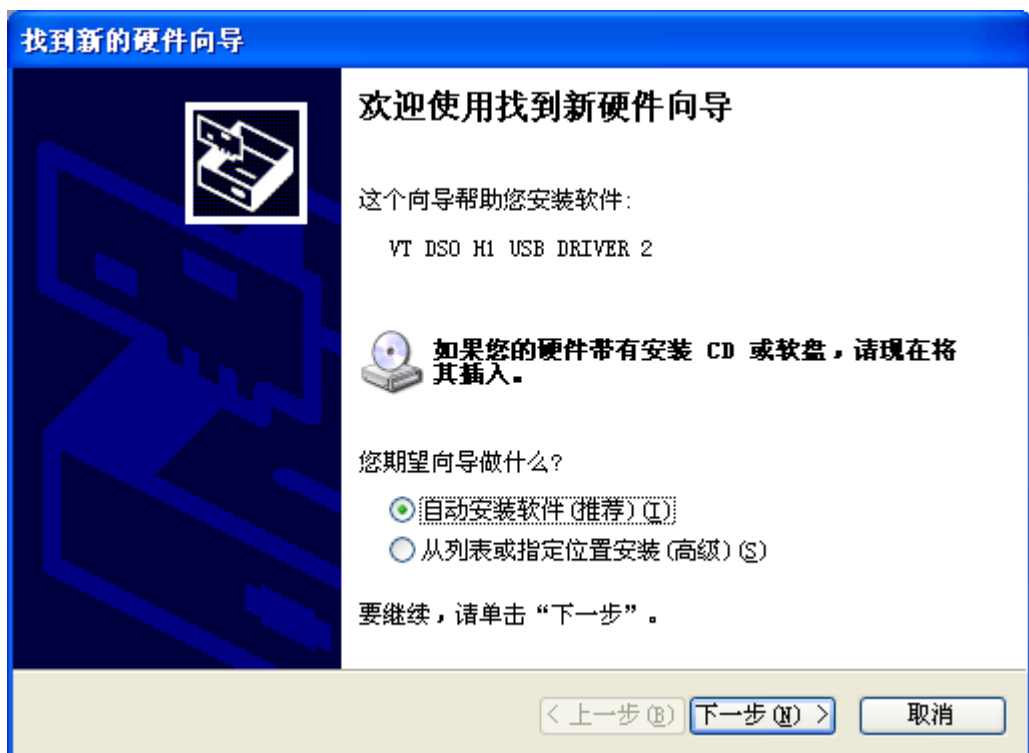 找到新的硬件向导
欢迎使用找到新硬件向导
这个向导帮助您安装软件:
VT DSO H1 USB DRIVER 2
如果您的硬件带有安装 CD 或软盘，请现在将
其插入。
您期望向导做什么?
自动安装软件(推荐)(I)
从列表或指定位置安装(高级)(S)
要继续，请单击“下一步”。
< 上一步(B) 下一步(N) > 取消